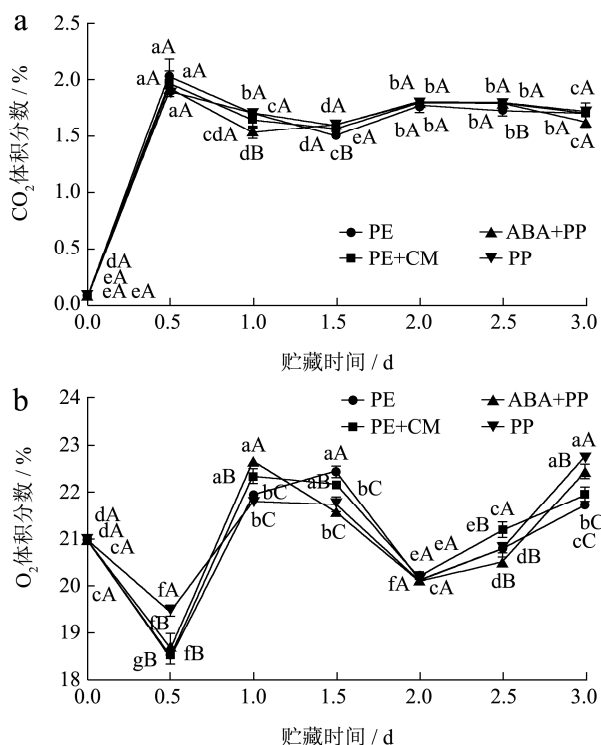 a
2.5
2.0
1.5
1.0
0.5
0.0
CO2体积分数 / %
aA
aA
aA
aA
bA
cA
cdA
dB
dA
dA
eA
cB
bA bA
bA bA
bA bA
bA
bB
bA
cA
cA
dA
eA
eA eA
PE
ABA+PP
PE+CM
PP
0.0 0.5 1.0 1.5 2.0 2.5 3.0
贮藏时间 / d
b
24
23
22
21
20
19
18
O2体积分数 / %
PE
ABA+PP
PE+CM
PP
dA
dA
cA
cA
fA
fB
gB
fB
aA
aB
bC
bC
aA
aB
bC
bC
eA eA
fA
cA
cA
eB
dB
dB
aA
aB
bC
cC
0.0 0.5 1.0 1.5 2.0 2.5 3.0
贮藏时间 / d